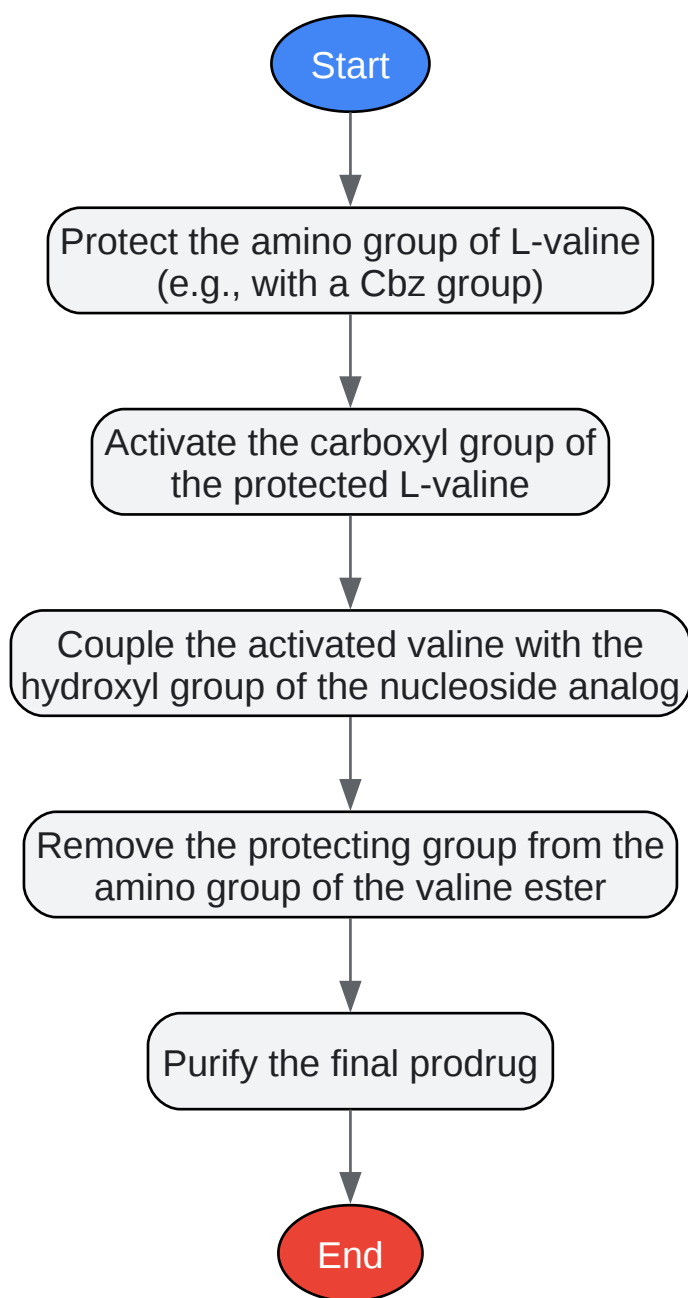 Start
Protect the amino group of L-valine
(e.g., with a Cbz group)
Activate the carboxyl group of
the protected L-valine
Couple the activated valine with the
hydroxyl group of the nucleoside analog
Remove the protecting group from the
amino group of the valine ester
Purify the final prodrug
End